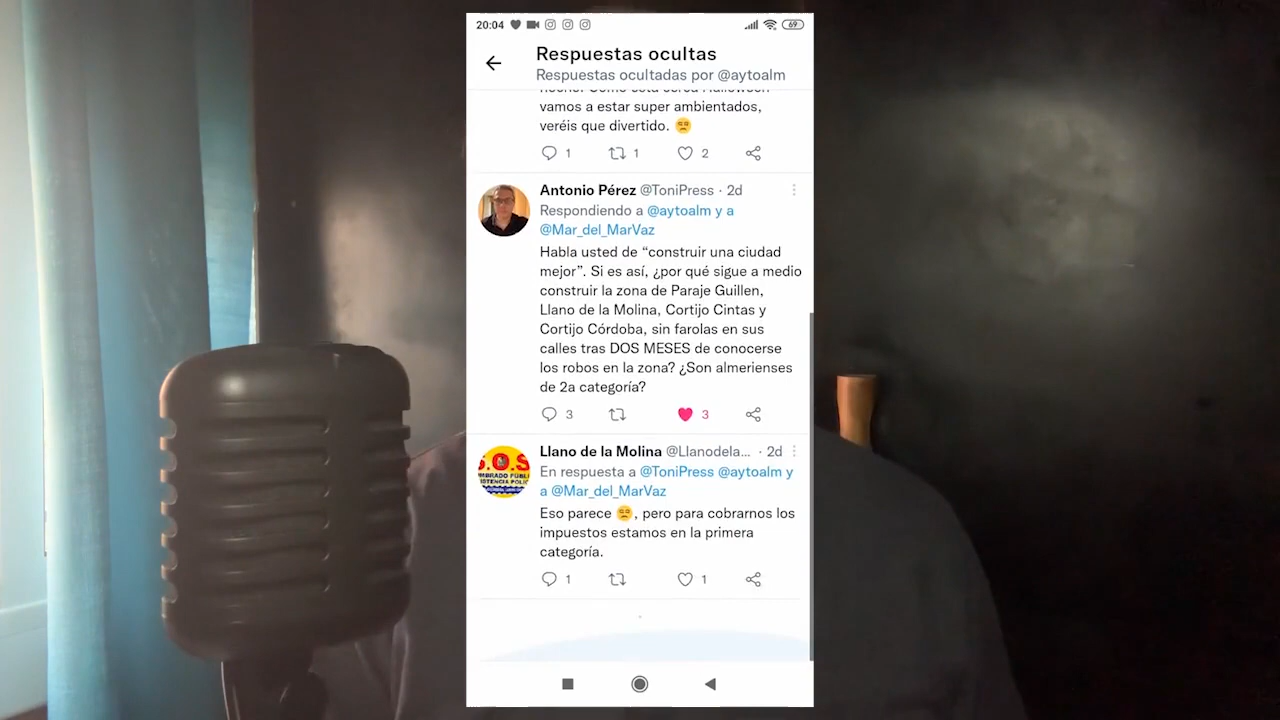 20:04
69
Respuestas ocultas
Respuestas ocultadas por @aytoalm
vamos a estar super ambientados,
veréis que divertido. 😒
1 1 2
Antonio Pérez @ToniPress · 2d
Respondiendo a @aytoalm y a
@Mar_del_MarVaz
Habla usted de “construir una ciudad
mejor”. Si es así, ¿por qué sigue a medio
construir la zona de Paraje Guillen,
Llano de la Molina, Cortijo Cintas y
Cortijo Córdoba, sin farolas en sus
calles tras DOS MESES de conocerse
los robos en la zona? ¿Son almerienses
de 2a categoría?
3 3
Llano de la Molina @Llanodela... · 2d
S.O.S
En respuesta a @ToniPress @aytoalm y
a @Mar_del_MarVaz
Eso parece 😒, pero para cobrarnos los
impuestos estamos en la primera
categoría.
1 1